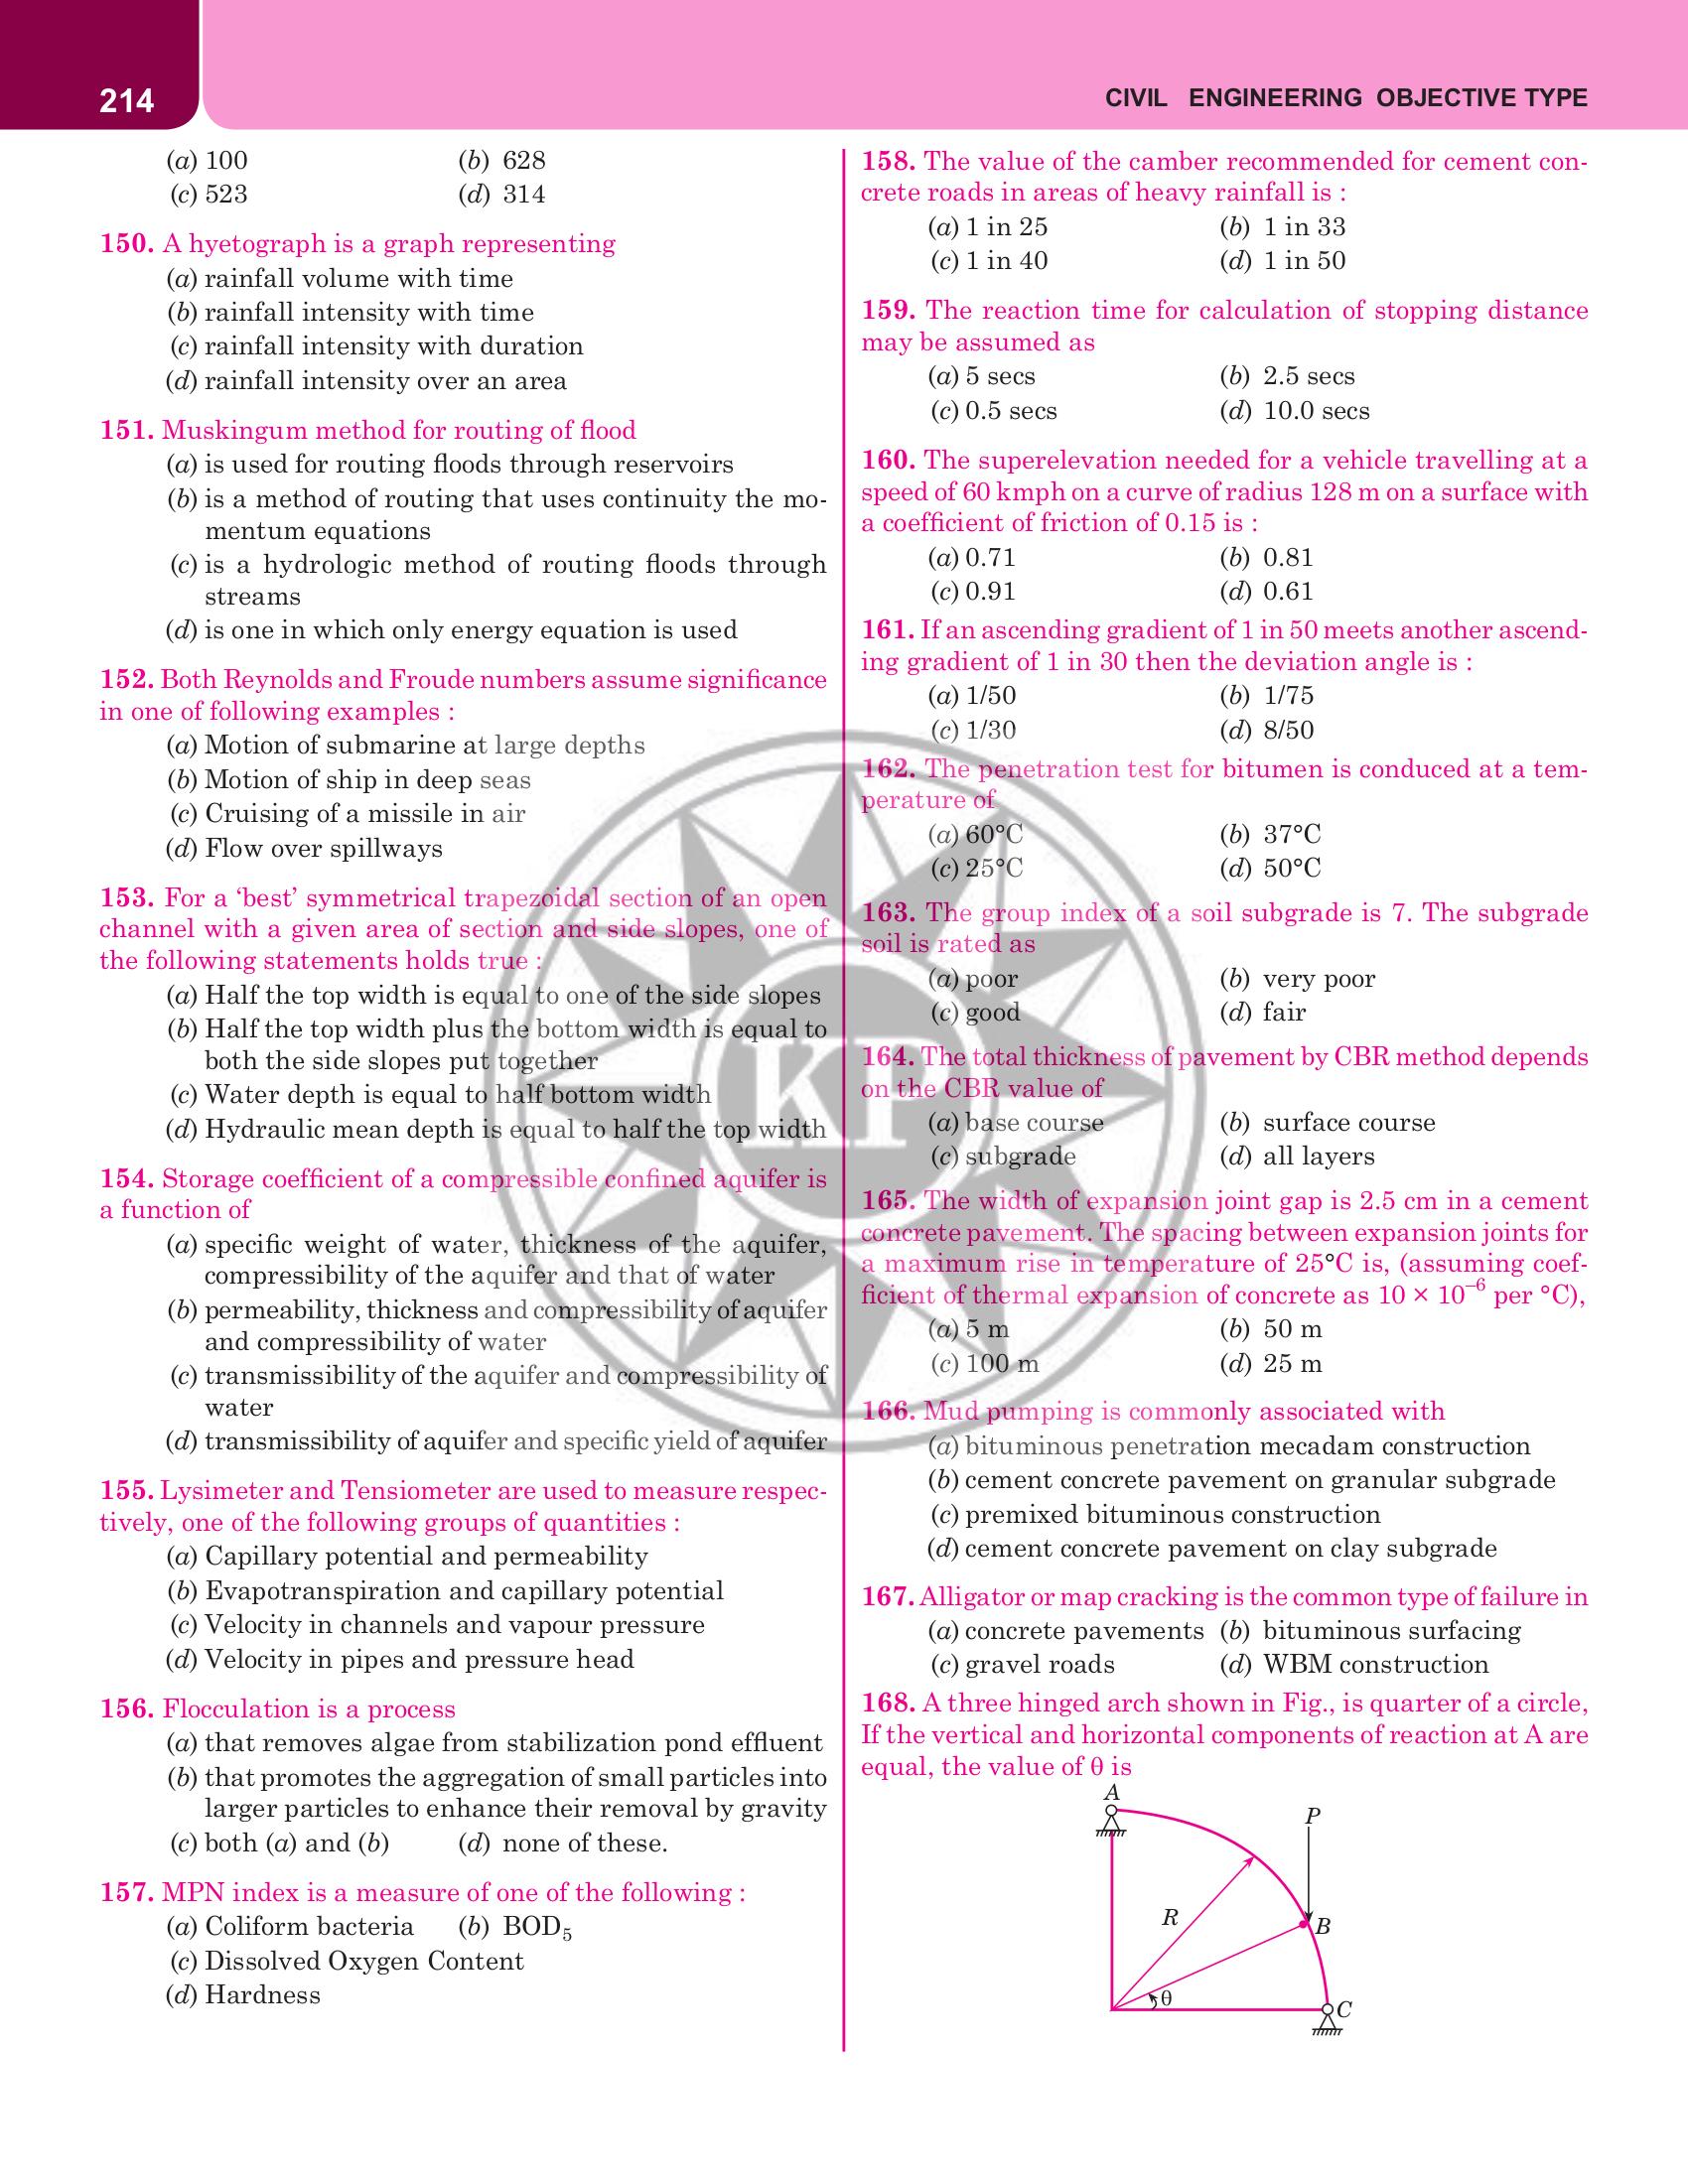 214
CIVIL ENGINEERING OBJECTIVE TYPE
(a) 100 (b) 628
(c) 523 (d) 314
150. A hyetograph is a graph representing
(a) rainfall volume with time
(b) rainfall intensity with time
(c) rainfall intensity with duration
(d) rainfall intensity over an area
151. Muskingum method for routing of flood
(a) is used for routing floods through reservoirs
(b) is a method of routing that uses continuity the mo-
mentum equations
(c) is a hydrologic method of routing floods through
streams
(d) is one in which only energy equation is used
152. Both Reynolds and Froude numbers assume significance
in one of following examples :
(a) Motion of submarine at large depths
(b) Motion of ship in deep seas
(c) Cruising of a missile in air
(d) Flow over spillways
153. For a ‘best’ symmetrical trapezoidal section of an open
channel with a given area of section and side slopes, one of
the following statements holds true :
(a) Half the top width is equal to one of the side slopes
(b) Half the top width plus the bottom width is equal to
both the side slopes put together
(c) Water depth is equal to half bottom width
(d) Hydraulic mean depth is equal to half the top width
154. Storage coefficient of a compressible confined aquifer is
a function of
(a) specific weight of water, thickness of the aquifer,
compressibility of the aquifer and that of water
(b) permeability, thickness and compressibility of aquifer
and compressibility of water
(c) transmissibility of the aquifer and compressibility of
water
(d) transmissibility of aquifer and specific yield of aquifer
155. Lysimeter and Tensiometer are used to measure respec-
tively, one of the following groups of quantities :
(a) Capillary potential and permeability
(b) Evapotranspiration and capillary potential
(c) Velocity in channels and vapour pressure
(d) Velocity in pipes and pressure head
156. Flocculation is a process
(a) that removes algae from stabilization pond effluent
(b) that promotes the aggregation of small particles into
larger particles to enhance their removal by gravity
(c) both (a) and (b) (d) none of these.
157. MPN index is a measure of one of the following :
(a) Coliform bacteria (b) BOD5
(c) Dissolved Oxygen Content
(d) Hardness
158. The value of the camber recommended for cement con-
crete roads in areas of heavy rainfall is :
(a) 1 in 25 (b) 1 in 33
(c) 1 in 40 (d) 1 in 50
159. The reaction time for calculation of stopping distance
may be assumed as
(a) 5 secs (b) 2.5 secs
(c) 0.5 secs (d) 10.0 secs
160. The superelevation needed for a vehicle travelling at a
speed of 60 kmph on a curve of radius 128 m on a surface with
a coefficient of friction of 0.15 is :
(a) 0.71 (b) 0.81
(c) 0.91 (d) 0.61
161. If an ascending gradient of 1 in 50 meets another ascend-
ing gradient of 1 in 30 then the deviation angle is :
(a) 1/50 (b) 1/75
(c) 1/30 (d) 8/50
162. The penetration test for bitumen is conduced at a tem-
perature of
(a) 60°C (b) 37°C
(c) 25°C (d) 50°C
163. The group index of a soil subgrade is 7. The subgrade
soil is rated as
(a) poor (b) very poor
(c) good (d) fair
164. The total thickness of pavement by CBR method depends
on the CBR value of
(a) base course (b) surface course
(c) subgrade (d) all layers
165. The width of expansion joint gap is 2.5 cm in a cement
concrete pavement. The spacing between expansion joints for
a maximum rise in temperature of 25°C is, (assuming coef-
ficient of thermal expansion of concrete as 10 × 10–6 per °C),
(a) 5 m (b) 50 m
(c) 100 m (d) 25 m
166. Mud pumping is commonly associated with
(a) bituminous penetration mecadam construction
(b) cement concrete pavement on granular subgrade
(c) premixed bituminous construction
(d) cement concrete pavement on clay subgrade
167. Alligator or map cracking is the common type of failure in
(a) concrete pavements (b) bituminous surfacing
(c) gravel roads (d) WBM construction
168. A three hinged arch shown in Fig., is quarter of a circle,
If the vertical and horizontal components of reaction at A are
equal, the value of θ is
A
P
R
B
θ
C
KP